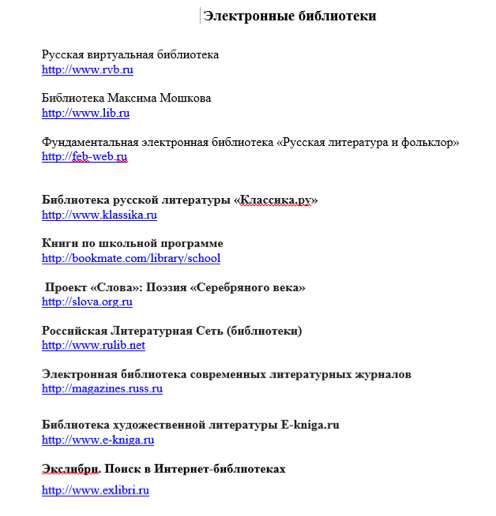 Электронные библиотеки
Русская виртуальная библиотека
http://www.rvb.ru
Библиотека Максима Мошкова
http://www.lib.ru
Фундаментальная электронная библиотека «Русская литература и фольклор»
http://feb-web.ru
Библиотека русской литературы «Классика.ру»
http://www.klassika.ru
Книги по школьной программе
http://bookmate.com/library/school
Проект «Слова»: Поэзия «Серебряного века»
http://slova.org.ru
Российская Литературная Сеть (библиотеки)
http://www.rulib.net
Электронная библиотека современных литературных журналов
http://magazines.russ.ru
Библиотека художественной литературы E-kniga.ru
http://www.e-kniga.ru
Экслибри. Поиск в Интернет-библиотеках
http://www.exlibri.ru